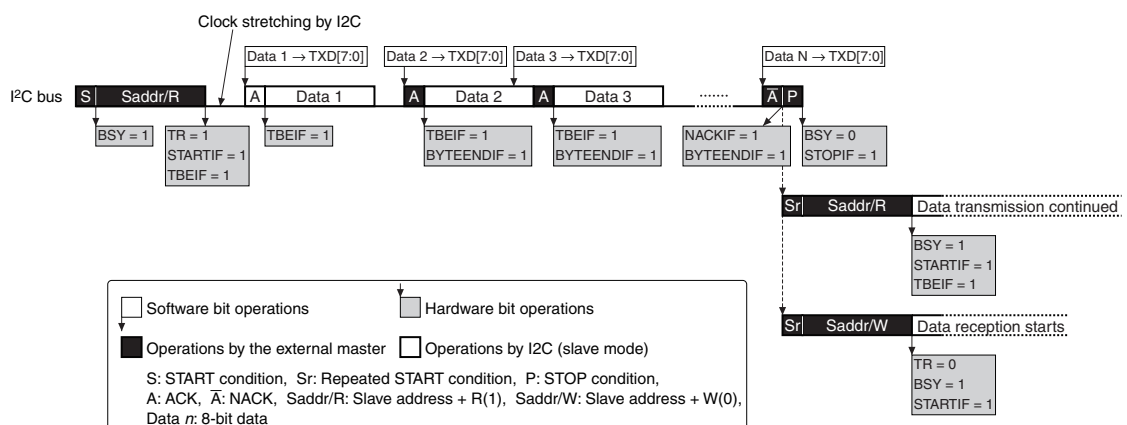 Clock stretching by I2C
Data 1 → TXD[7:0] Data 2 → TXD[7:0] Data 3 → TXD[7:0] Data N → TXD[7:0]
I²C bus S Saddr/R A Data 1 A Data 2 A Data 3 ...... A̅ P
BSY = 1
TR = 1
STARTIF = 1
TBEIF = 1
TBEIF = 1
TBEIF = 1
BYTEENDIF = 1
TBEIF = 1
BYTEENDIF = 1
NACKIF = 1
BYTEENDIF = 1
BSY = 0
STOPIF = 1
Sr Saddr/R Data transmission continued
BSY = 1
STARTIF = 1
TBEIF = 1
Sr Saddr/W Data reception starts
TR = 0
BSY = 1
STARTIF = 1
Software bit operations Hardware bit operations
Operations by the external master Operations by I2C (slave mode)
S: START condition, Sr: Repeated START condition, P: STOP condition,
A: ACK, A̅: NACK, Saddr/R: Slave address + R(1), Saddr/W: Slave address + W(0),
Data n: 8-bit data